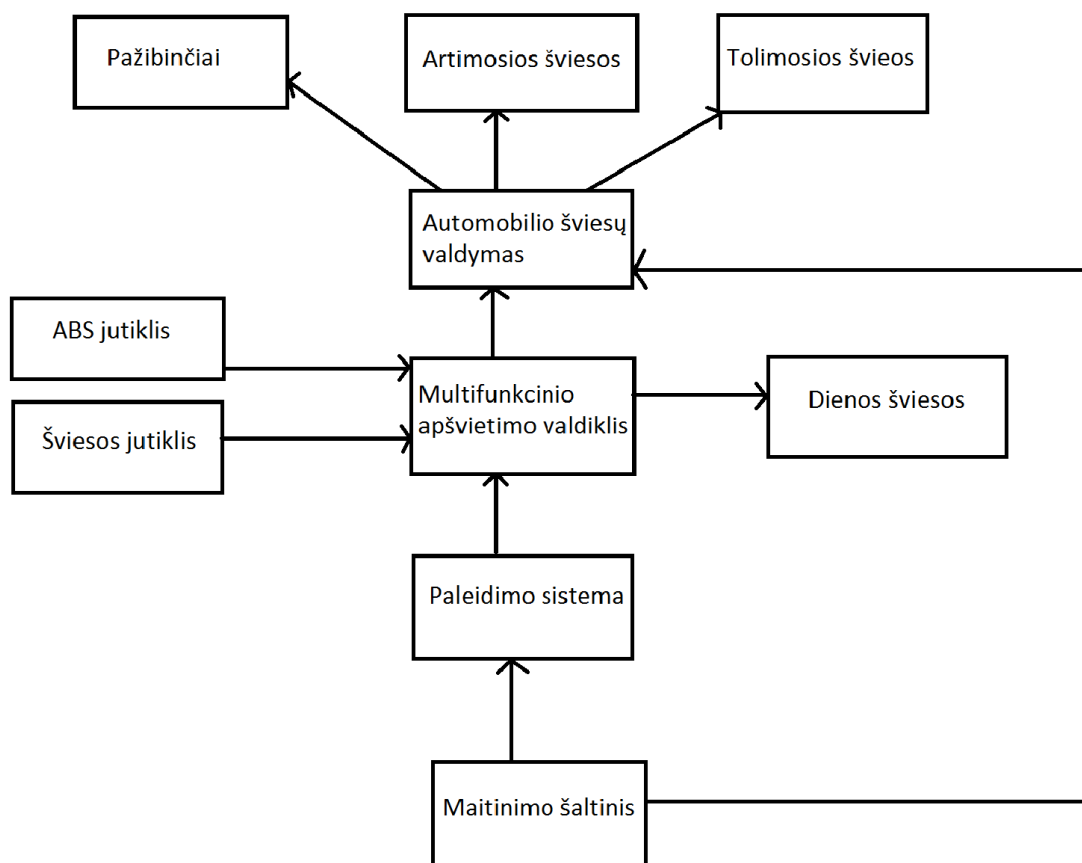 Pažibinčiai
Artimosios šviesos
Tolimosios švieos
Automobilio šviesų
valdymas
ABS jutiklis
Šviesos jutiklis
Multifunkcinio
apšvietimo valdiklis
Dienos šviesos
Paleidimo sistema
Maitinimo šaltinis